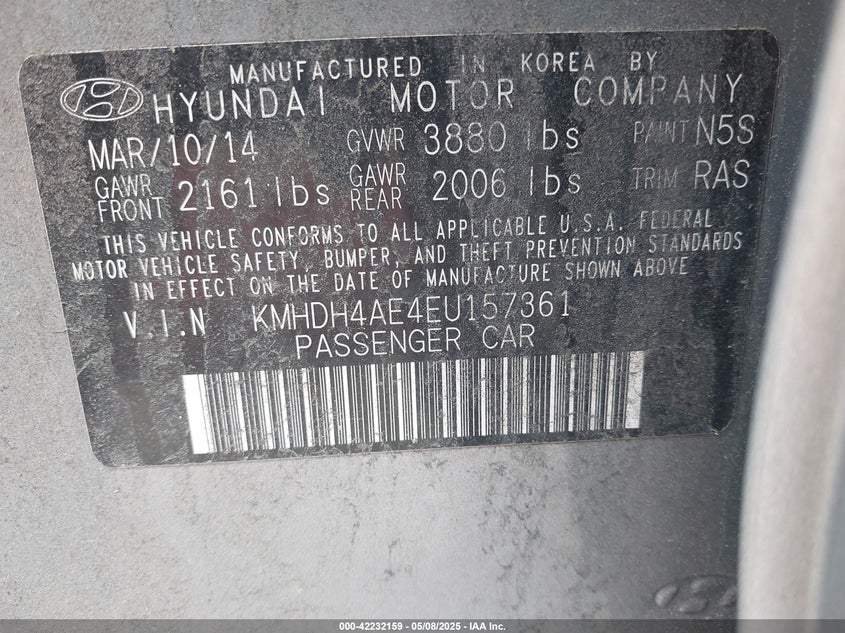 MANUFACTURED IN KOREA BY
HYUNDAI MOTOR COMPANY
MAR/10/14 GVWR 3880 lbs PAINT N5S
GAWR FRONT 2161 lbs GAWR REAR 2006 lbs TRIM RAS
THIS VEHICLE CONFORMS TO ALL APPLICABLE U.S.A. FEDERAL
MOTOR VEHICLE SAFETY, BUMPER, AND THEFT PREVENTION STANDARDS
IN EFFECT ON THE DATE OF MANUFACTURE SHOWN ABOVE
V.I.N KMHDH4AE4EU157361
PASSENGER CAR
000-42232159 - 05/08/2025 - IAA Inc.